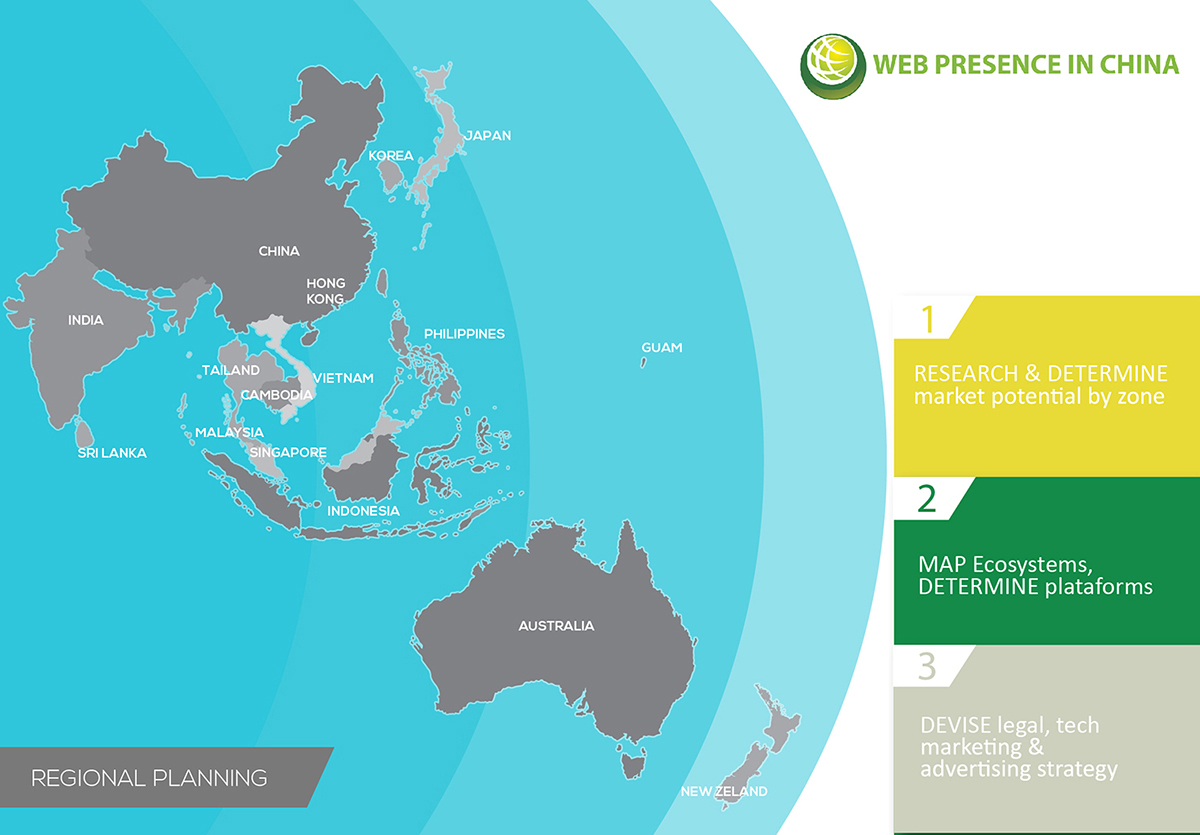 WEB PRESENCE IN CHINA
JAPAN
KOREA
CHINA
HONG
KONG
INDIA
PHILIPPINES
GUAM
TAILAND
VIETNAM
CAMBODIA
MALAYSIA
SRI LANKA
SINGAPORE
INDONESIA
AUSTRALIA
NEW ZELAND
REGIONAL PLANNING
1
RESEARCH & DETERMINE
market potential by zone
2
MAP Ecosystems,
DETERMINE plataforms
3
DEVISE legal, tech
marketing &
advertising strategy